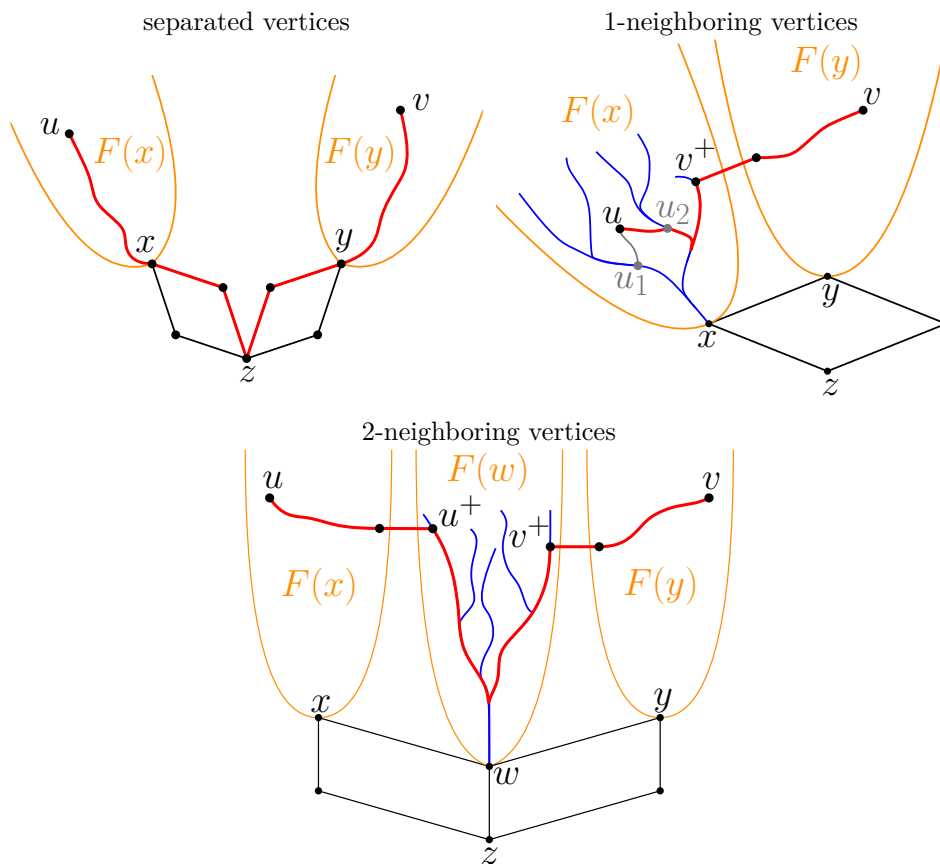 separated vertices
u
F(x)
F(y)
v
x
y
z
1-neighboring vertices
F(x)
F(y)
v
v⁺
u
u₂
u₁
x
y
z
2-neighboring vertices
u
F(w)
v
u⁺
v⁺
F(x)
F(y)
x
y
w
z